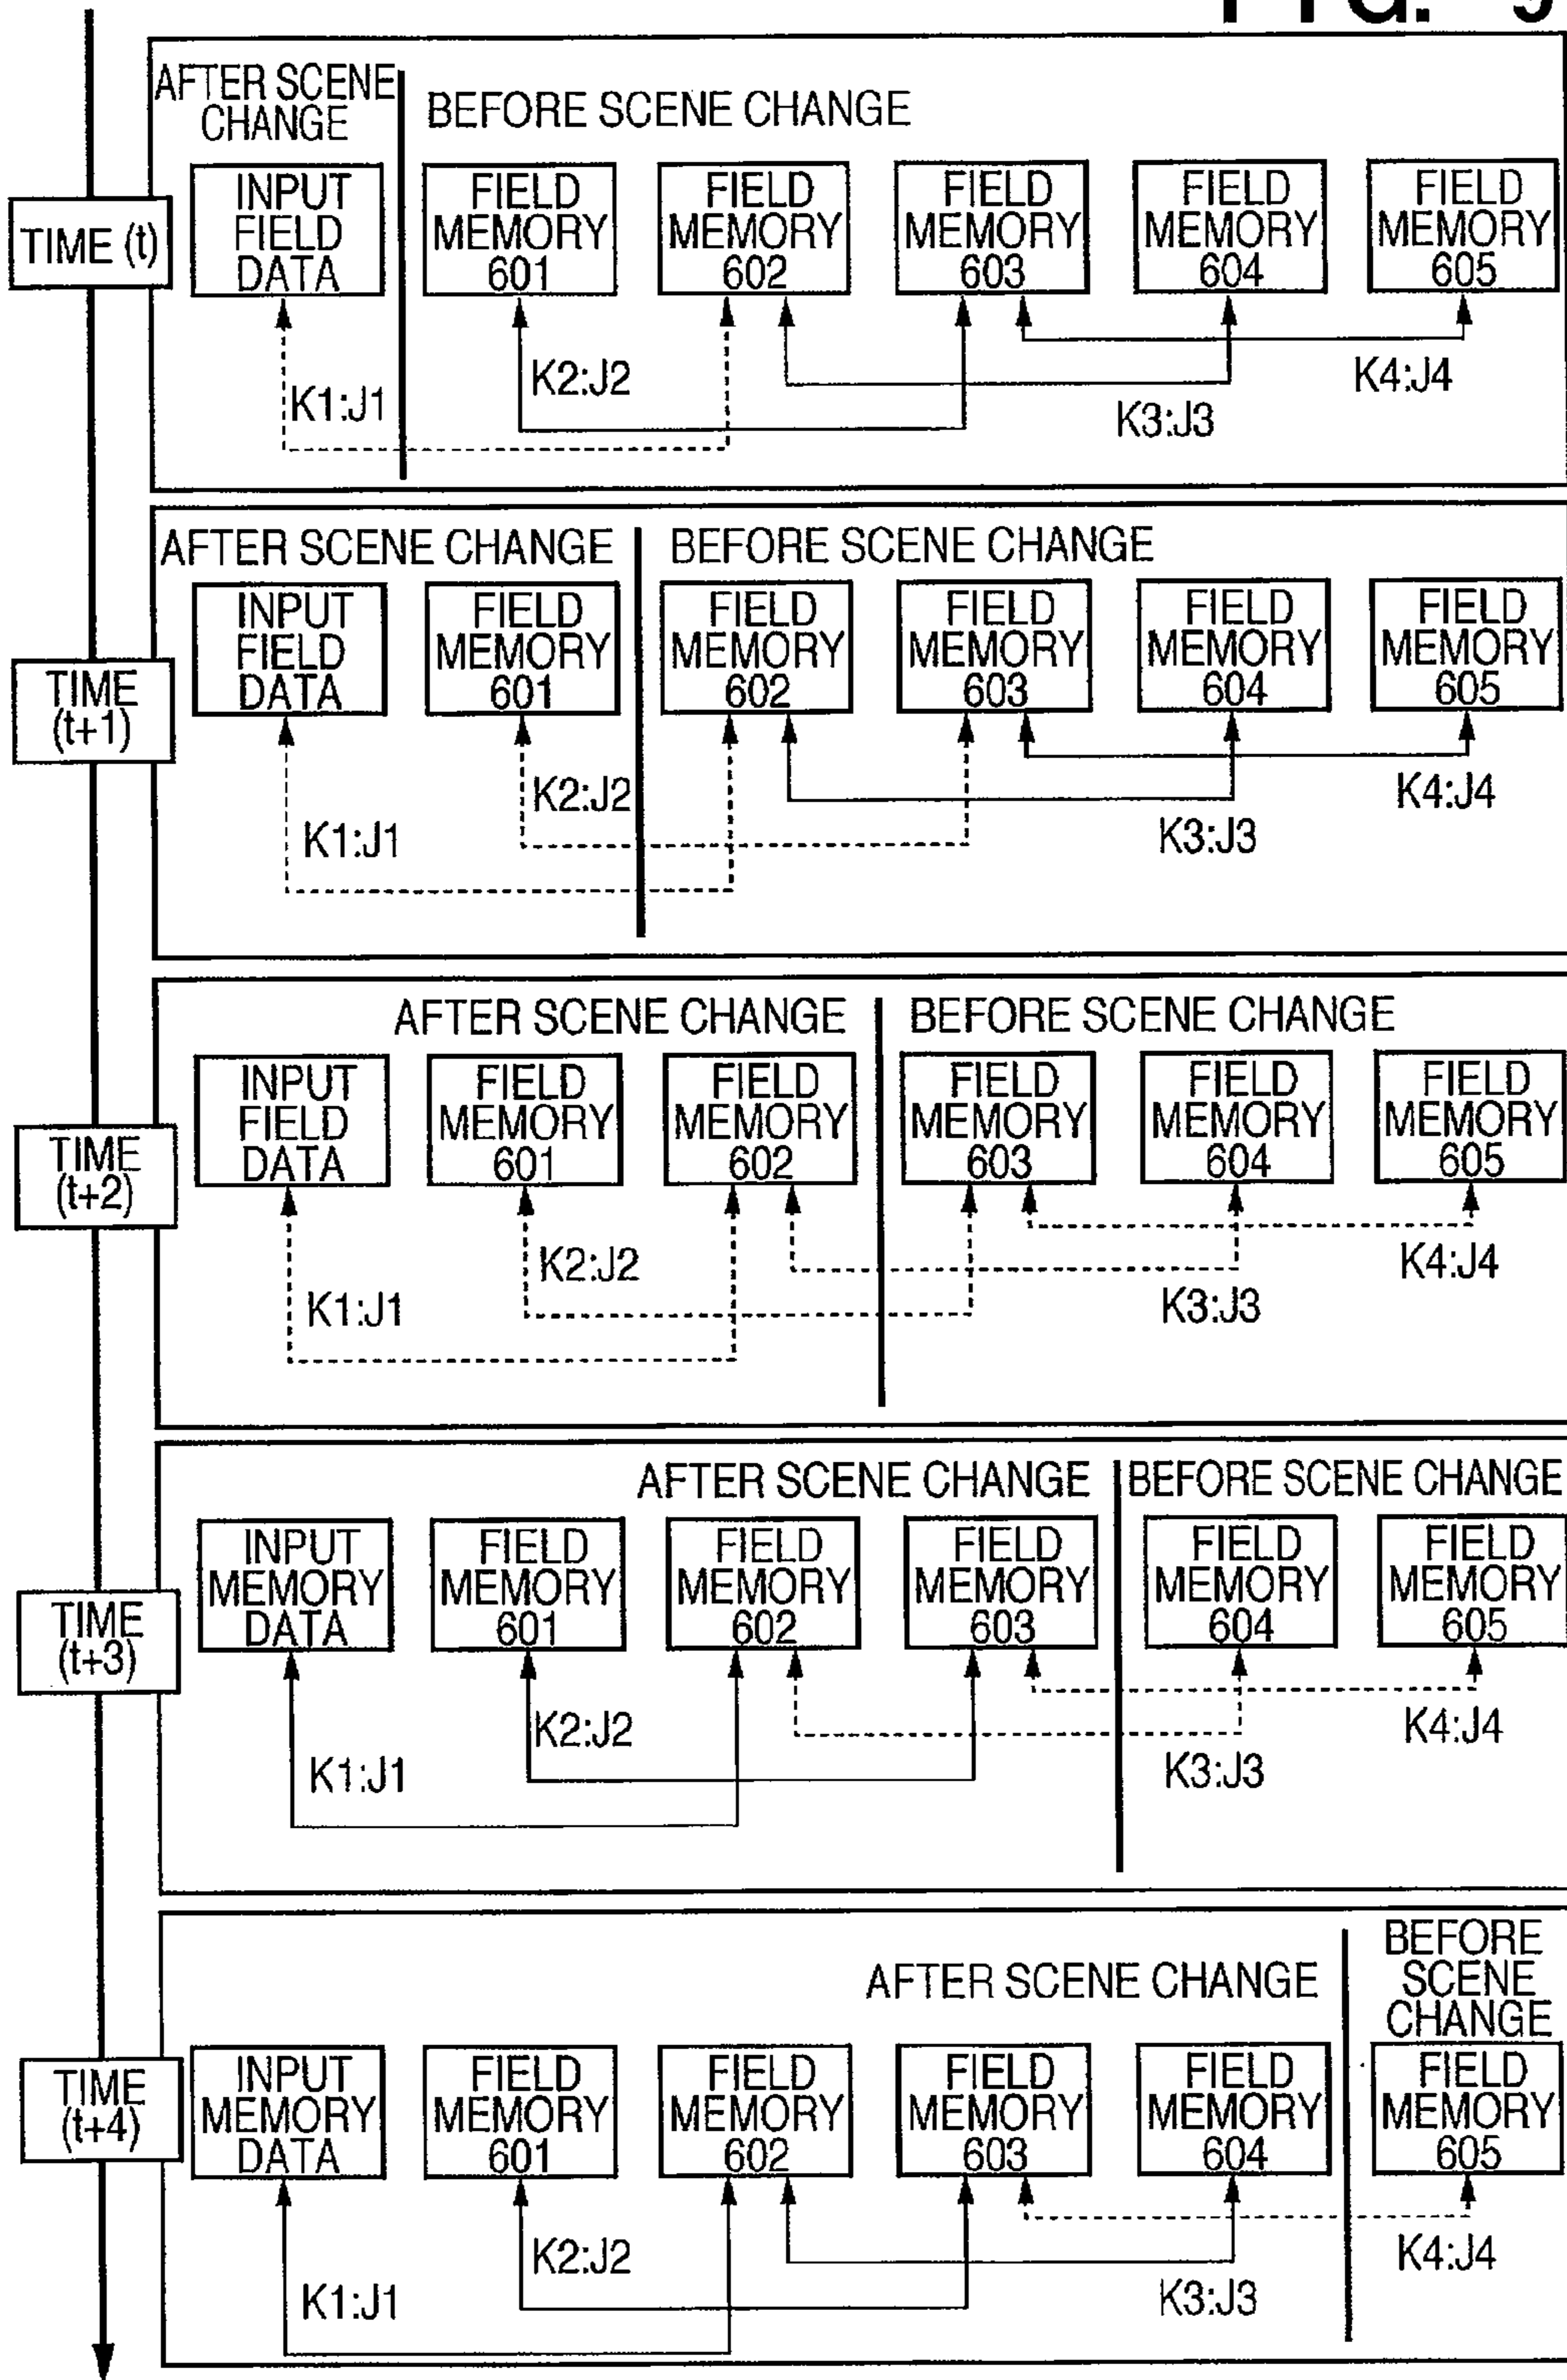 FIG. 9
AFTER SCENE
CHANGE
BEFORE SCENE CHANGE
TIME (t)
INPUT
FIELD
DATA
FIELD
MEMORY
601
FIELD
MEMORY
602
FIELD
MEMORY
603
FIELD
MEMORY
604
FIELD
MEMORY
605
K1:J1
K2:J2
K3:J3
K4:J4
AFTER SCENE CHANGE
BEFORE SCENE CHANGE
TIME
(t+1)
INPUT
FIELD
DATA
FIELD
MEMORY
601
FIELD
MEMORY
602
FIELD
MEMORY
603
FIELD
MEMORY
604
FIELD
MEMORY
605
K1:J1
K2:J2
K3:J3
K4:J4
AFTER SCENE CHANGE
BEFORE SCENE CHANGE
TIME
(t+2)
INPUT
FIELD
DATA
FIELD
MEMORY
601
FIELD
MEMORY
602
FIELD
MEMORY
603
FIELD
MEMORY
604
FIELD
MEMORY
605
K1:J1
K2:J2
K3:J3
K4:J4
AFTER SCENE CHANGE
BEFORE SCENE CHANGE
TIME
(t+3)
INPUT
MEMORY
DATA
FIELD
MEMORY
601
FIELD
MEMORY
602
FIELD
MEMORY
603
FIELD
MEMORY
604
FIELD
MEMORY
605
K1:J1
K2:J2
K3:J3
K4:J4
AFTER SCENE CHANGE
BEFORE
SCENE
CHANGE
TIME
(t+4)
INPUT
MEMORY
DATA
FIELD
MEMORY
601
FIELD
MEMORY
602
FIELD
MEMORY
603
FIELD
MEMORY
604
FIELD
MEMORY
605
K1:J1
K2:J2
K3:J3
K4:J4